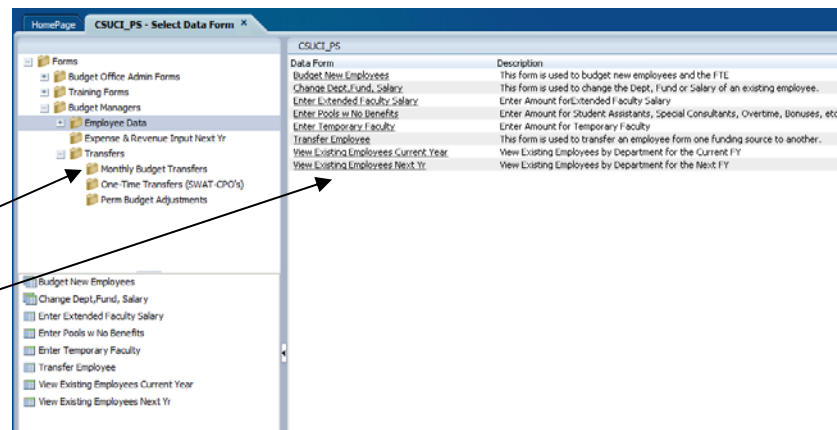 HomePage CSUCI_PS - Select Data Form ×
Forms
Budget Office Admin Forms
Training Forms
Budget Managers
Employee Data
Expense & Revenue Input Next Yr
Transfers
Monthly Budget Transfers
One-Time Transfers (SWAT-CPO's)
Perm Budget Adjustments
Budget New Employees
Change Dept,Fund, Salary
Enter Extended Faculty Salary
Enter Pools w No Benefits
Enter Temporary Faculty
Transfer Employee
View Existing Employees Current Year
View Existing Employees Next Yr
CSUCI_PS
Data Form Description
Budget New Employees This form is used to budget new employees and the FTE
Change Dept,Fund, Salary This form is used to change the Dept, Fund or Salary of an existing employee.
Enter Extended Faculty Salary Enter Amount forExtended Faculty Salary
Enter Pools w No Benefits Enter Amount for Student Assistants, Special Consultants, Overtime, Bonuses, etc
Enter Temporary Faculty Enter Amount for Temporary Faculty
Transfer Employee This form is used to transfer an employee form one funding source to another.
View Existing Employees Current Year View Existing Employees by Department for the Current FY
View Existing Employees Next Yr View Existing Employees by Department for the Next FY